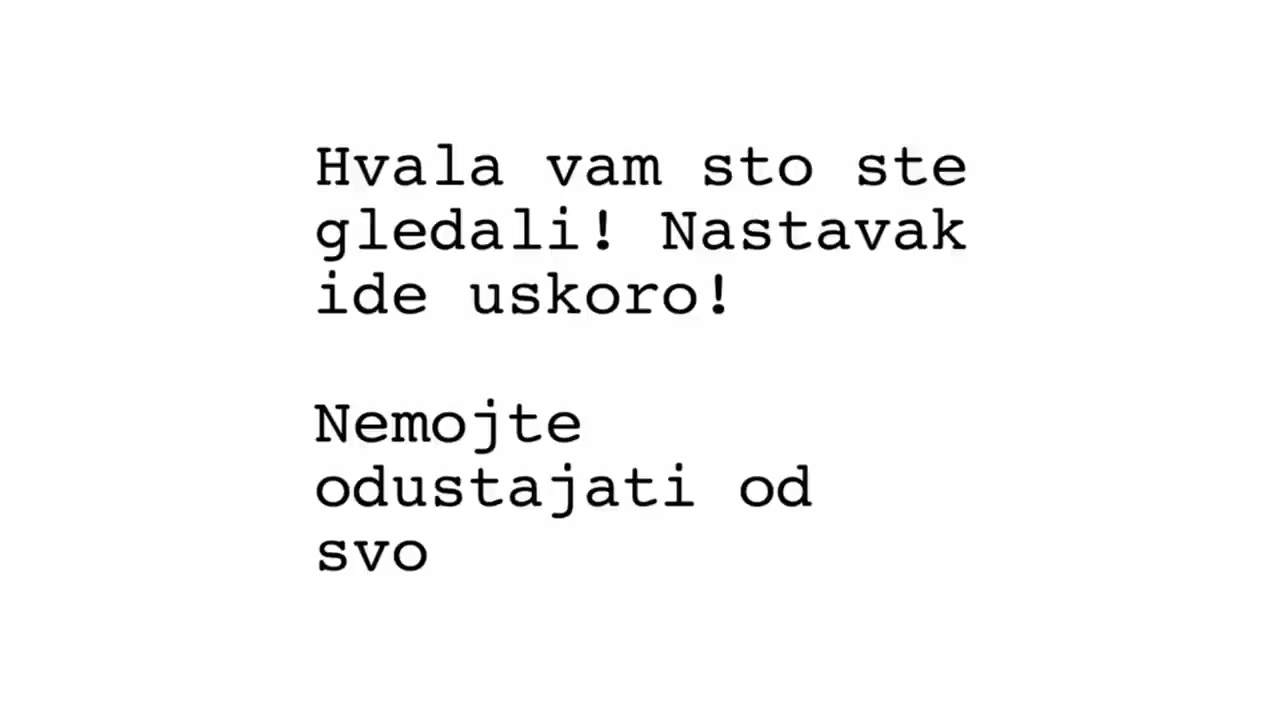 Hvala vam sto ste
gledali! Nastavak
ide uskoro!
Nemojte
odustajati od
svo